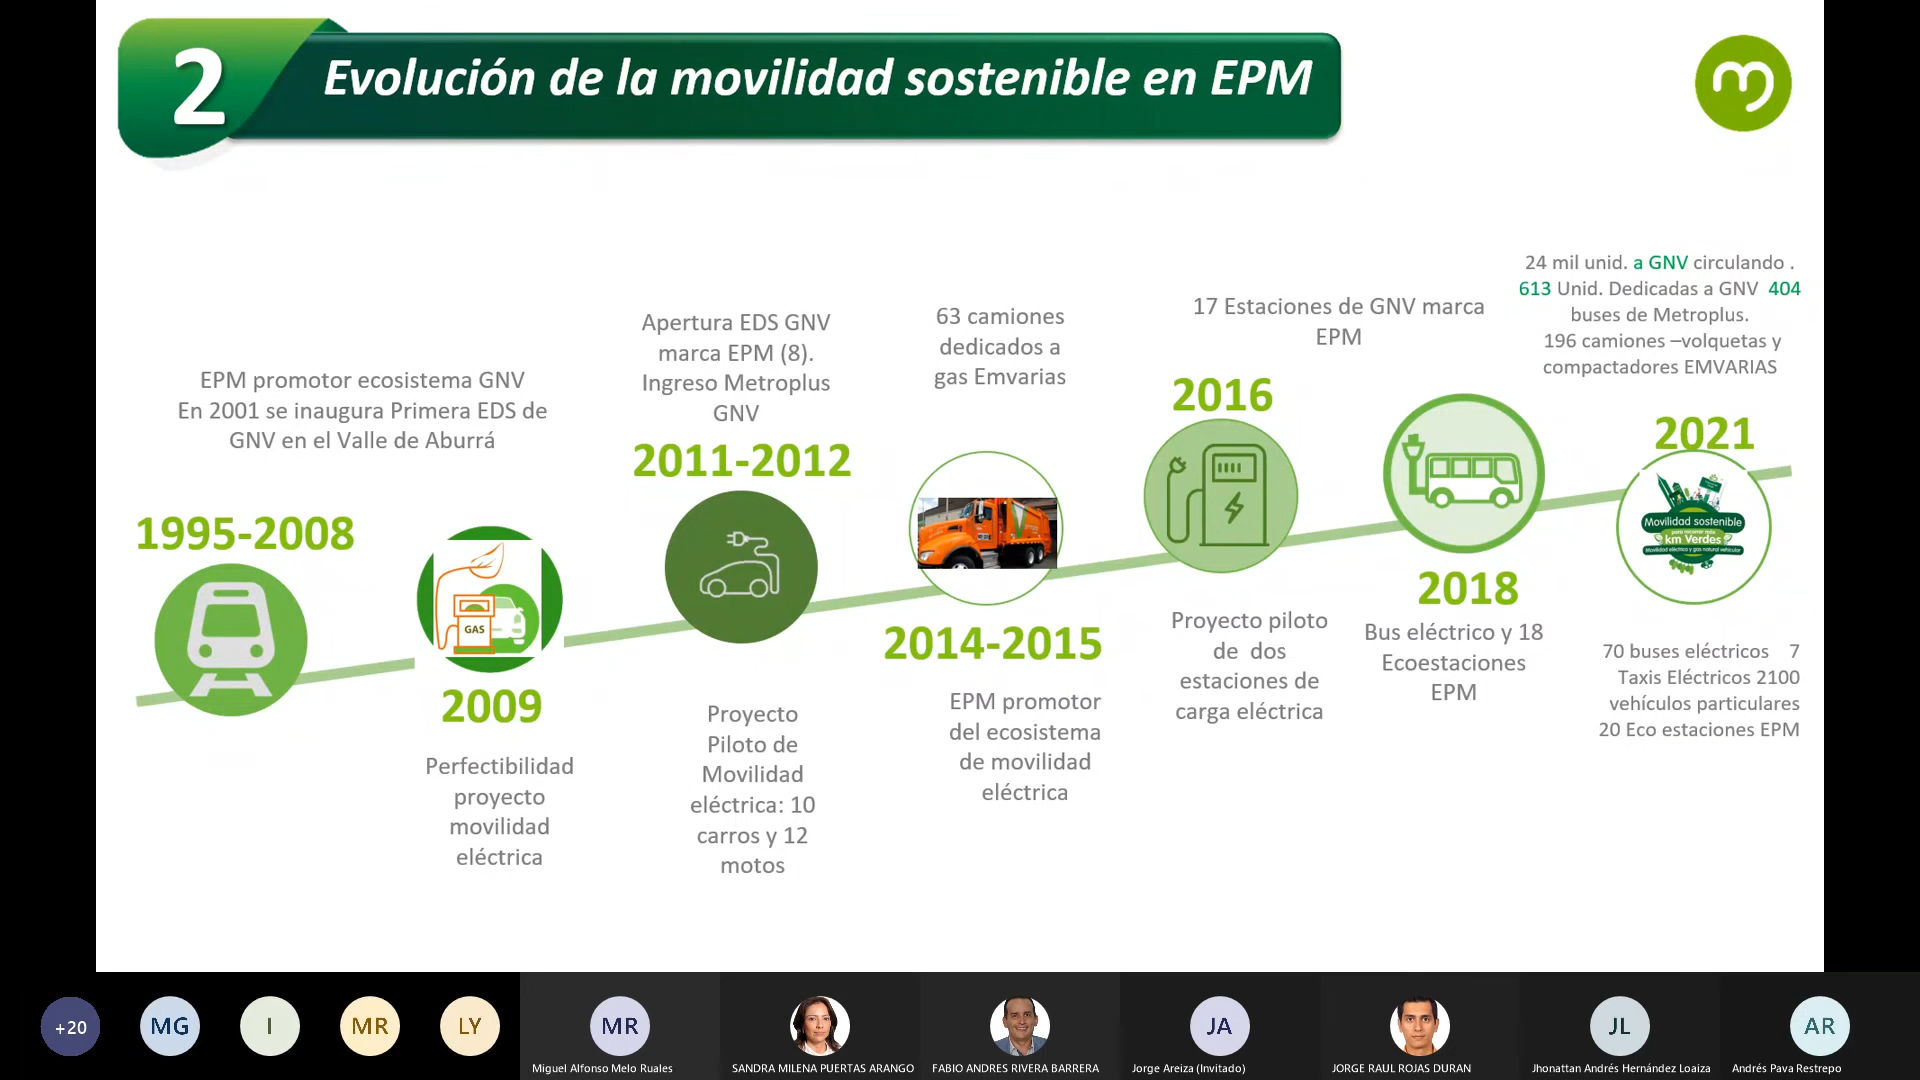 2
Evolución de la movilidad sostenible en EPM
EPM promotor ecosistema GNV
En 2001 se inaugura Primera EDS de
GNV en el Valle de Aburrá
1995-2008
GAS
2009
Perfectibilidad
proyecto
movilidad
eléctrica
Apertura EDS GNV
marca EPM (8).
Ingreso Metroplus
GNV
2011-2012
Proyecto
Piloto de
Movilidad
eléctrica: 10
carros y 12
motos
63 camiones
dedicados a
gas Emvarias
2014-2015
EPM promotor
del ecosistema
de movilidad
eléctrica
17 Estaciones de GNV marca
EPM
2016
Proyecto piloto
de dos
estaciones de
carga eléctrica
2018
Bus eléctrico y 18
Ecoestaciones
EPM
24 mil unid. a GNV circulando .
613 Unid. Dedicadas a GNV 404
buses de Metroplus.
196 camiones –volquetas y
compactadores EMVARIAS
2021
Movilidad sostenible
km Verdes
Movilidad eléctrica y gas natural vehicular
70 buses eléctricos 7
Taxis Eléctricos 2100
vehículos particulares
20 Eco estaciones EPM
+20
MG
I
MR
LY
MR
JA
JL
AR
Miguel Alfonso Melo Ruales
SANDRA MILENA PUERTAS ARANGO
FABIO ANDRES RIVERA BARRERA
Jorge Areiza (Invitado)
JORGE RAUL ROJAS DURAN
Jhonattan Andrés Hernández Loaiza
Andrés Pava Restrepo